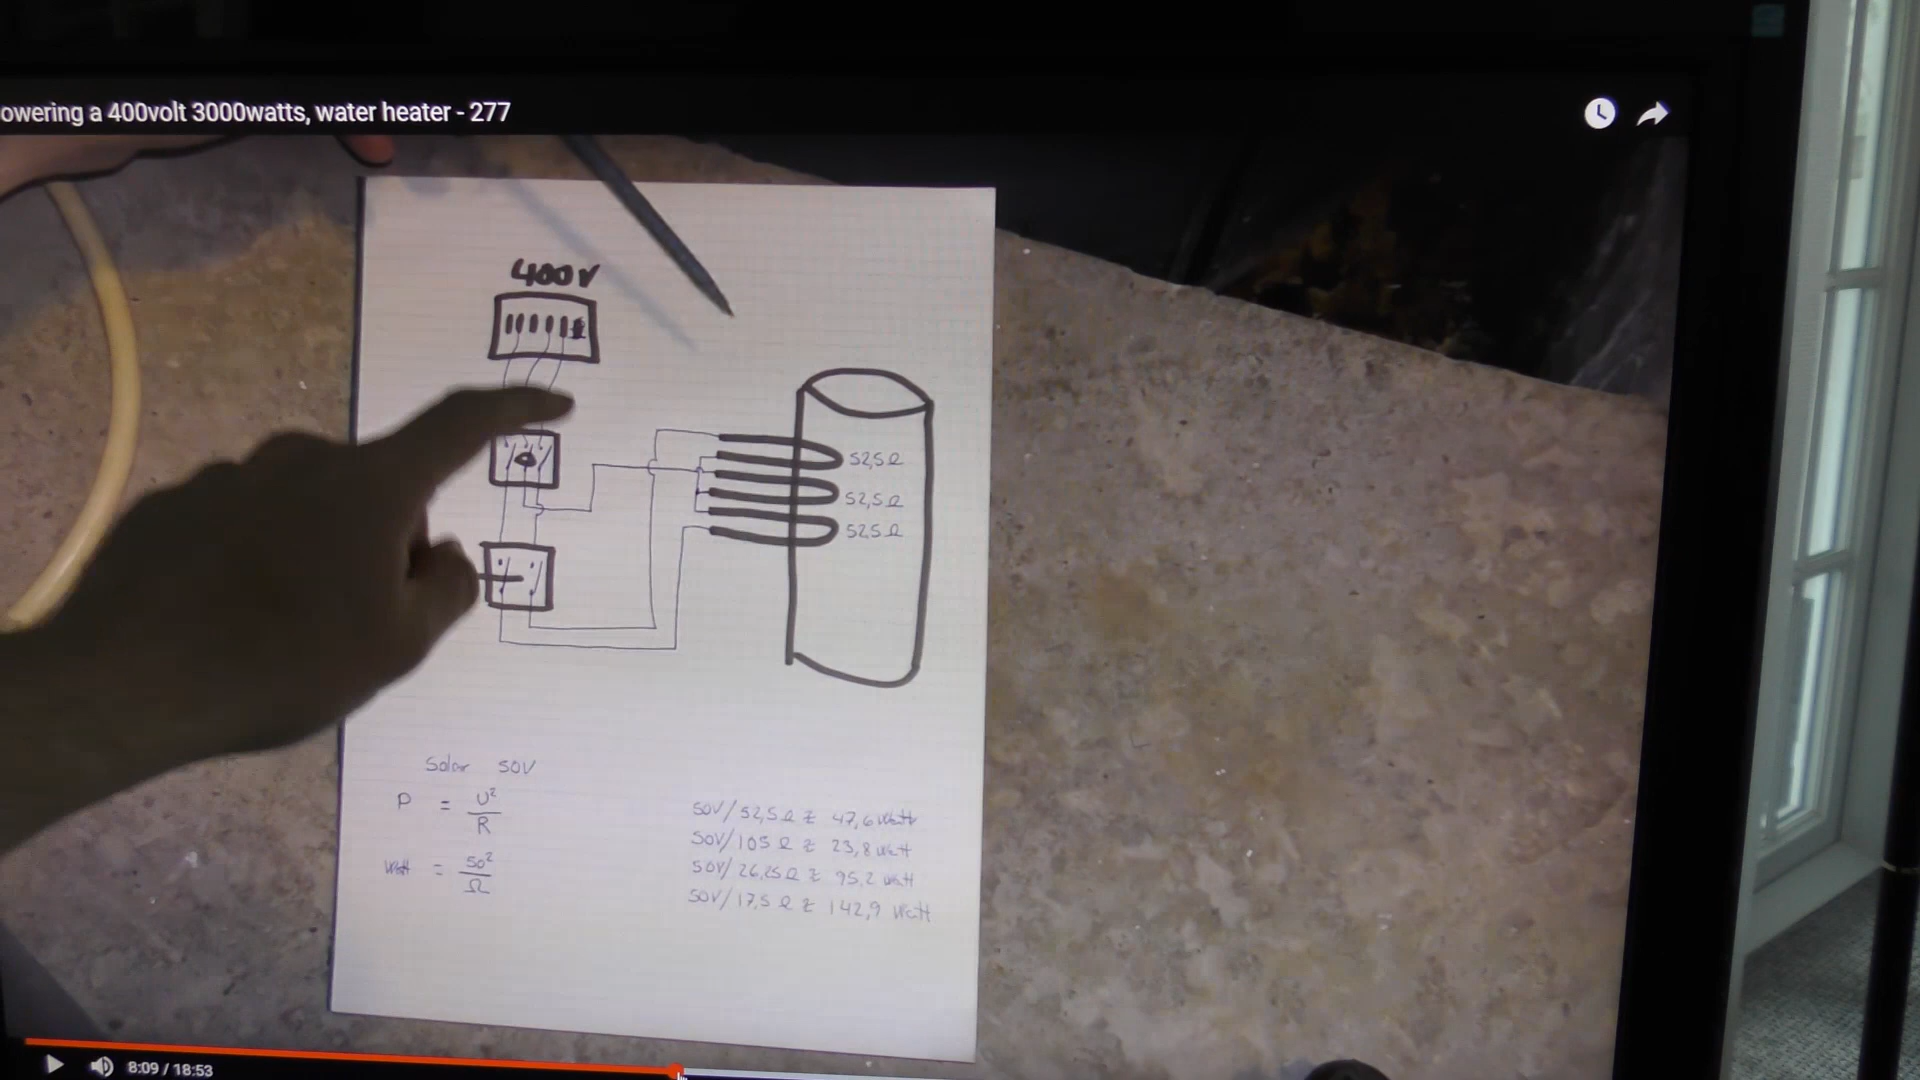 owering a 400volt 3000watts, water heater - 277
400V
52,5Ω
52,5Ω
52,5Ω
Solar 50V
P = U²/R
Watt = 50²/Ω
50V/52,5Ω ≈ 47,6 Watt
50V/105Ω ≈ 23,8 Watt
50V/26,25Ω ≈ 95,2 Watt
50V/17,5Ω ≈ 142,9 Watt
8:09 / 18:53